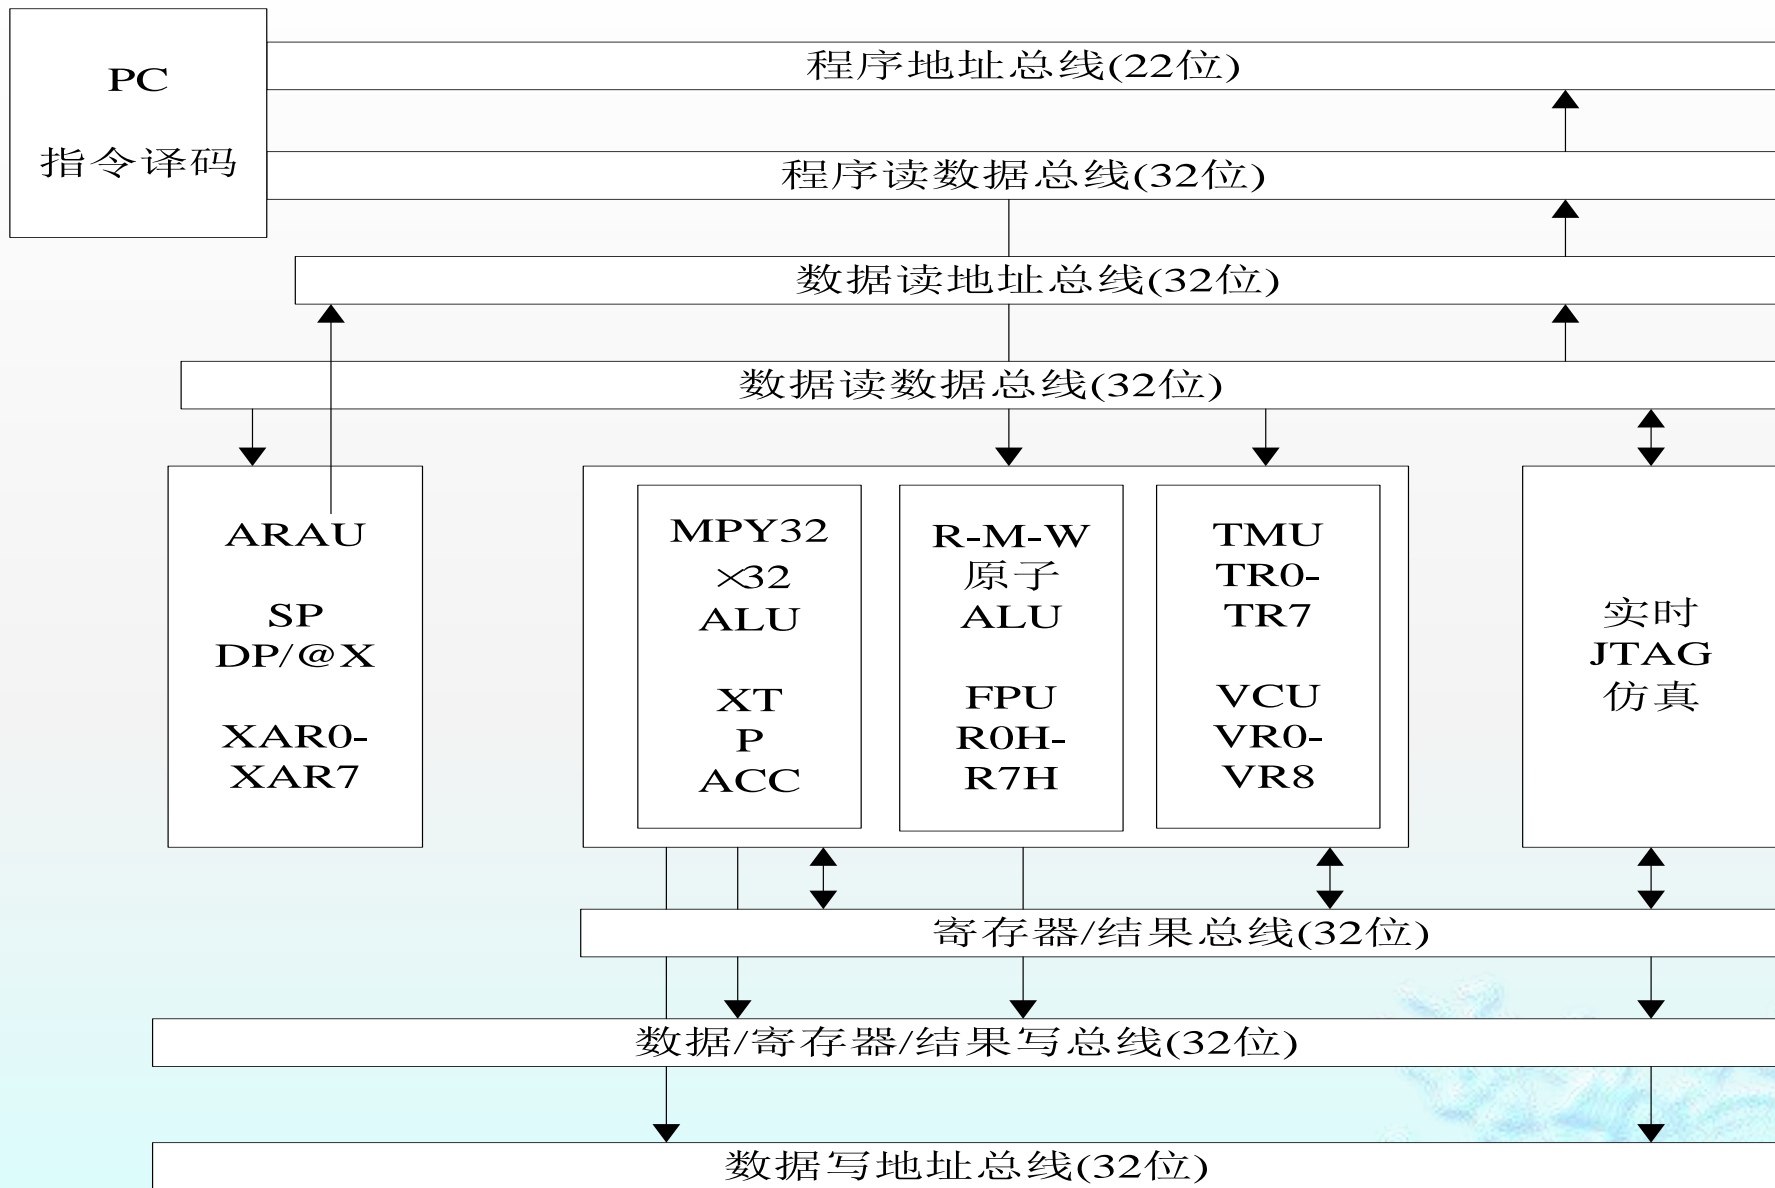 PC
指令译码
程序地址总线(22位)
程序读数据总线(32位)
数据读地址总线(32位)
数据读数据总线(32位)
ARAU
SP
DP/@X
XAR0-
XAR7
MPY32
×32
ALU
XT
P
ACC
R-M-W
原子
ALU
FPU
R0H-
R7H
TMU
TR0-
TR7
VCU
VR0-
VR8
实时
JTAG
仿真
寄存器/结果总线(32位)
数据/寄存器/结果写总线(32位)
数据写地址总线(32位)